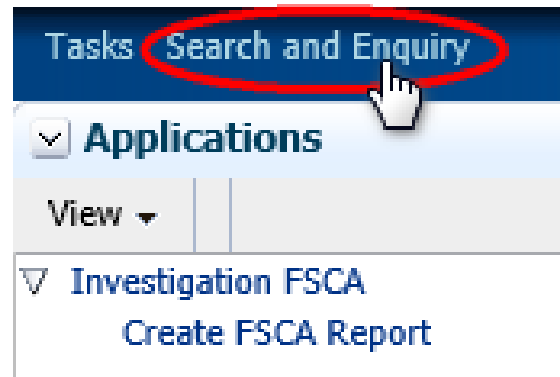 Tasks Search and Enquiry
Applications
View
Investigation FSCA
Create FSCA Report